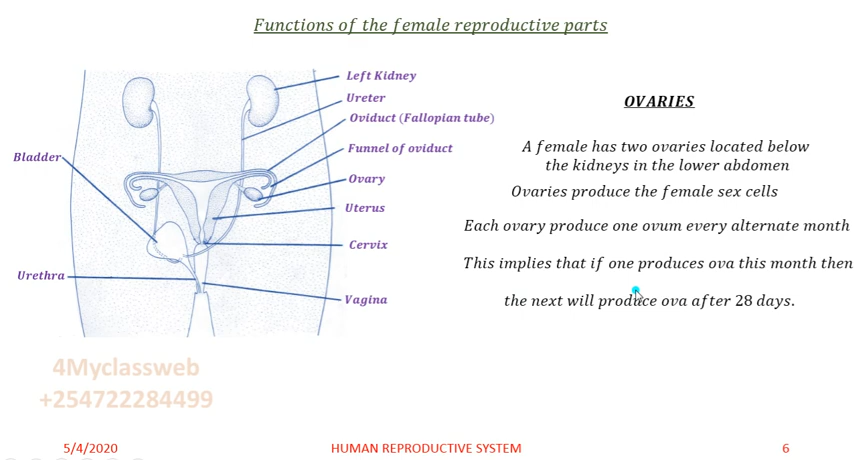 Functions of the female reproductive parts
Left Kidney
Ureter
Oviduct (Fallopian tube)
Funnel of oviduct
Bladder
Ovary
Uterus
Cervix
Urethra
Vagina
OVARIES
A female has two ovaries located below
the kidneys in the lower abdomen
Ovaries produce the female sex cells
Each ovary produce one ovum every alternate month
This implies that if one produces ova this month then
the next will produce ova after 28 days.
4Myclassweb
+254722284499
5/4/2020
HUMAN REPRODUCTIVE SYSTEM
6